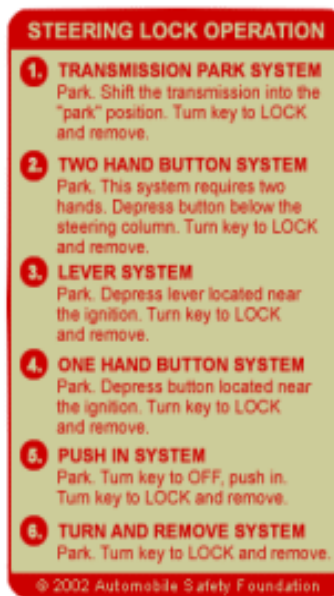 STEERING LOCK OPERATION
1. TRANSMISSION PARK SYSTEM
Park. Shift the transmission into the
"park" position. Turn key to LOCK
and remove.
2. TWO HAND BUTTON SYSTEM
Park. This system requires two
hands. Depress button below the
steering column. Turn key to LOCK
and remove.
3. LEVER SYSTEM
Park. Depress lever located near
the ignition. Turn key to LOCK
and remove.
4. ONE HAND BUTTON SYSTEM
Park. Depress button located near
the ignition. Turn key to LOCK
and remove.
5. PUSH IN SYSTEM
Park. Turn key to OFF, push in.
Turn key to LOCK and remove.
6. TURN AND REMOVE SYSTEM
Park. Turn key to LOCK and remove.
© 2002 Automobile Safety Foundation